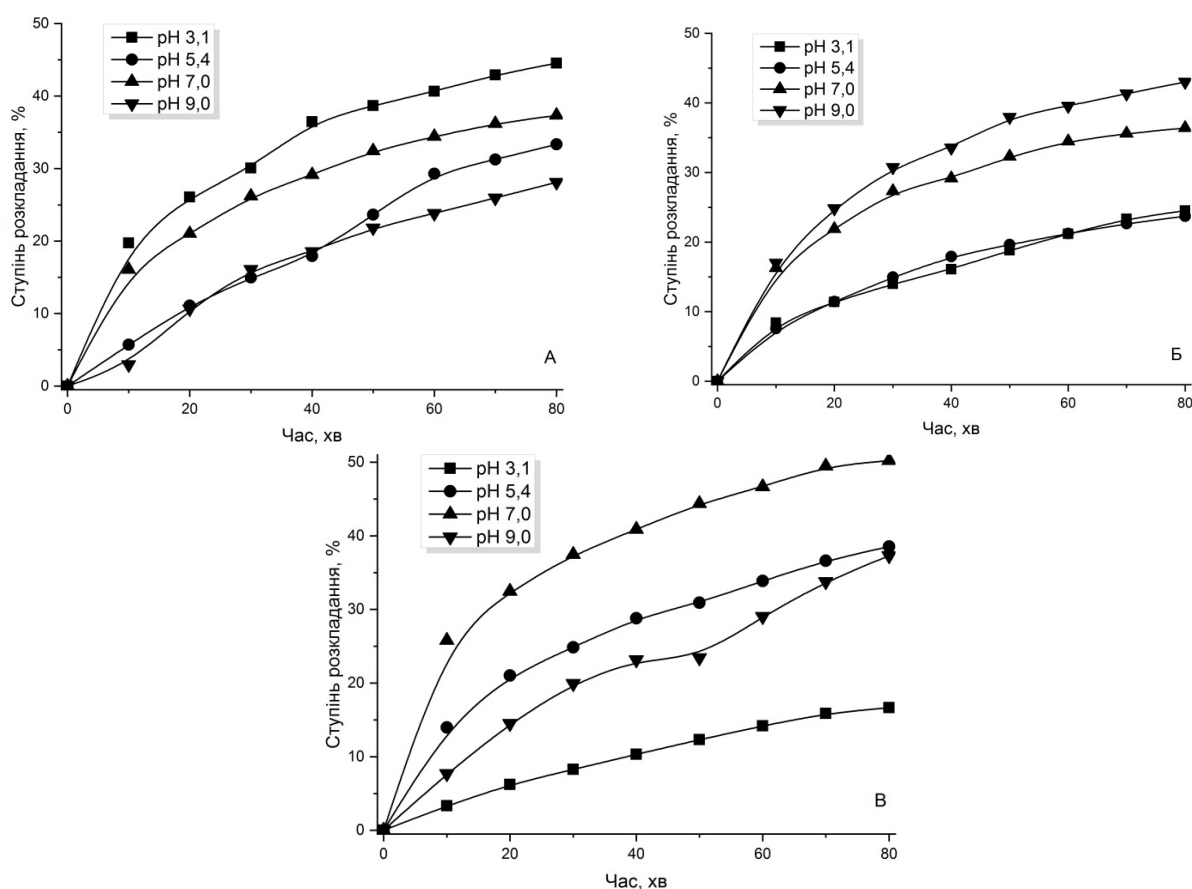 Ступінь розкладання, %
50
40
30
20
10
0
pH 3,1
pH 5,4
pH 7,0
pH 9,0
А
0 20 40 60 80
Час, хв
Ступінь розкладання, %
50
40
30
20
10
0
pH 3,1
pH 5,4
pH 7,0
pH 9,0
Б
0 20 40 60 80
Час, хв
Ступінь розкладання, %
50
40
30
20
10
0
pH 3,1
pH 5,4
pH 7,0
pH 9,0
В
0 20 40 60 80
Час, хв